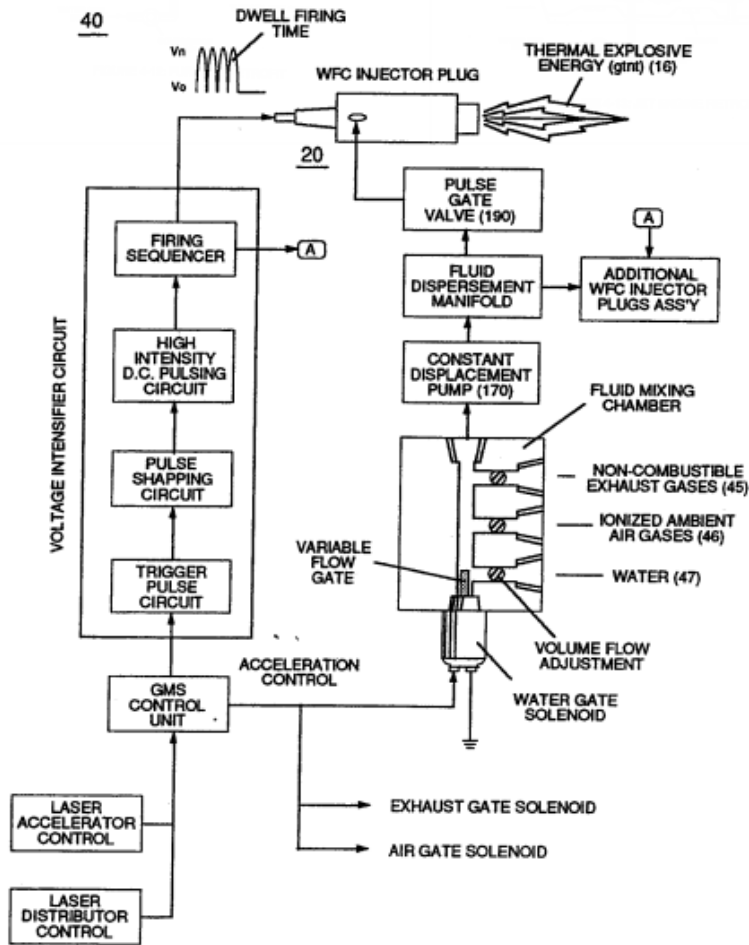 40
DWELL FIRING
TIME
Vn
Vo
WFC INJECTOR PLUG
THERMAL EXPLOSIVE
ENERGY (gtnt) (16)
20
PULSE
GATE
VALVE (190)
A
FIRING
SEQUENCER
A
FLUID
DISPERSEMENT
MANIFOLD
ADDITIONAL
WFC INJECTOR
PLUGS ASS'Y
VOLTAGE INTENSIFIER CIRCUIT
HIGH
INTENSITY
D.C. PULSING
CIRCUIT
CONSTANT
DISPLACEMENT
PUMP (170)
FLUID MIXING
CHAMBER
PULSE
SHAPPING
CIRCUIT
NON-COMBUSTIBLE
EXHAUST GASES (45)
IONIZED AMBIENT
AIR GASES (46)
VARIABLE
FLOW
GATE
TRIGGER
PULSE
CIRCUIT
WATER (47)
VOLUME FLOW
ADJUSTMENT
ACCELERATION
CONTROL
WATER GATE
SOLENOID
GMS
CONTROL
UNIT
LASER
ACCELERATOR
CONTROL
EXHAUST GATE SOLENOID
AIR GATE SOLENOID
LASER
DISTRIBUTOR
CONTROL